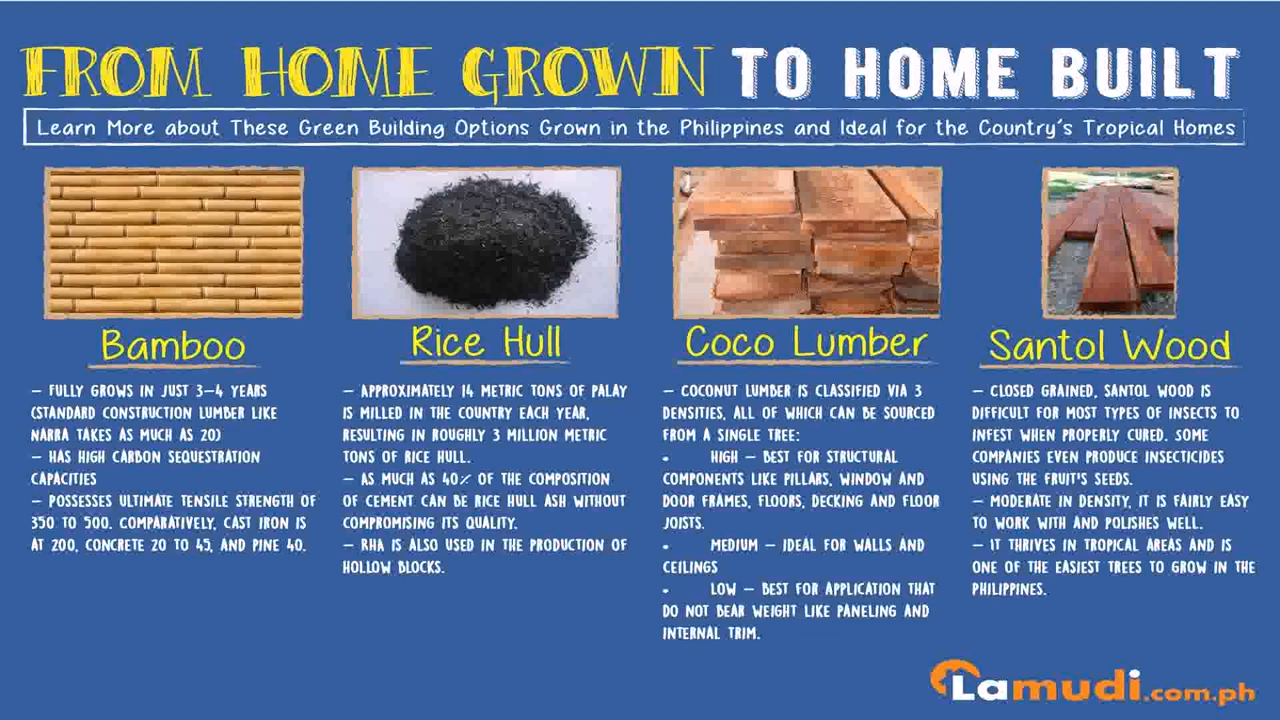 FROM HOME GROWN TO HOME BUILT
Learn More about These Green Building Options Grown in the Philippines and Ideal for the Country's Tropical Homes
Bamboo
– FULLY GROWS IN JUST 3–4 YEARS
(STANDARD CONSTRUCTION LUMBER LIKE
NARRA TAKES AS MUCH AS 20)
– HAS HIGH CARBON SEQUESTRATION
CAPACITIES
– POSSESSES ULTIMATE TENSILE STRENGTH OF
350 TO 500. COMPARATIVELY, CAST IRON IS
AT 200, CONCRETE 20 TO 45, AND PINE 40.
Rice Hull
– APPROXIMATELY 14 METRIC TONS OF PALAY
IS MILLED IN THE COUNTRY EACH YEAR,
RESULTING IN ROUGHLY 3 MILLION METRIC
TONS OF RICE HULL.
– AS MUCH AS 40% OF THE COMPOSITION
OF CEMENT CAN BE RICE HULL ASH WITHOUT
COMPROMISING ITS QUALITY.
– RHA IS ALSO USED IN THE PRODUCTION OF
HOLLOW BLOCKS.
Coco Lumber
– COCONUT LUMBER IS CLASSIFIED VIA 3
DENSITIES, ALL OF WHICH CAN BE SOURCED
FROM A SINGLE TREE:
• HIGH – BEST FOR STRUCTURAL
COMPONENTS LIKE PILLARS, WINDOW AND
DOOR FRAMES, FLOORS, DECKING AND FLOOR
JOISTS.
• MEDIUM – IDEAL FOR WALLS AND
CEILINGS
• LOW – BEST FOR APPLICATION THAT
DO NOT BEAR WEIGHT LIKE PANELING AND
INTERNAL TRIM.
Santol Wood
– CLOSED GRAINED, SANTOL WOOD IS
DIFFICULT FOR MOST TYPES OF INSECTS TO
INFEST WHEN PROPERLY CURED. SOME
COMPANIES EVEN PRODUCE INSECTICIDES
USING THE FRUIT'S SEEDS.
– MODERATE IN DENSITY, IT IS FAIRLY EASY
TO WORK WITH AND POLISHES WELL.
– IT THRIVES IN TROPICAL AREAS AND IS
ONE OF THE EASIEST TREES TO GROW IN THE
PHILIPPINES.
Lamudi.com.ph